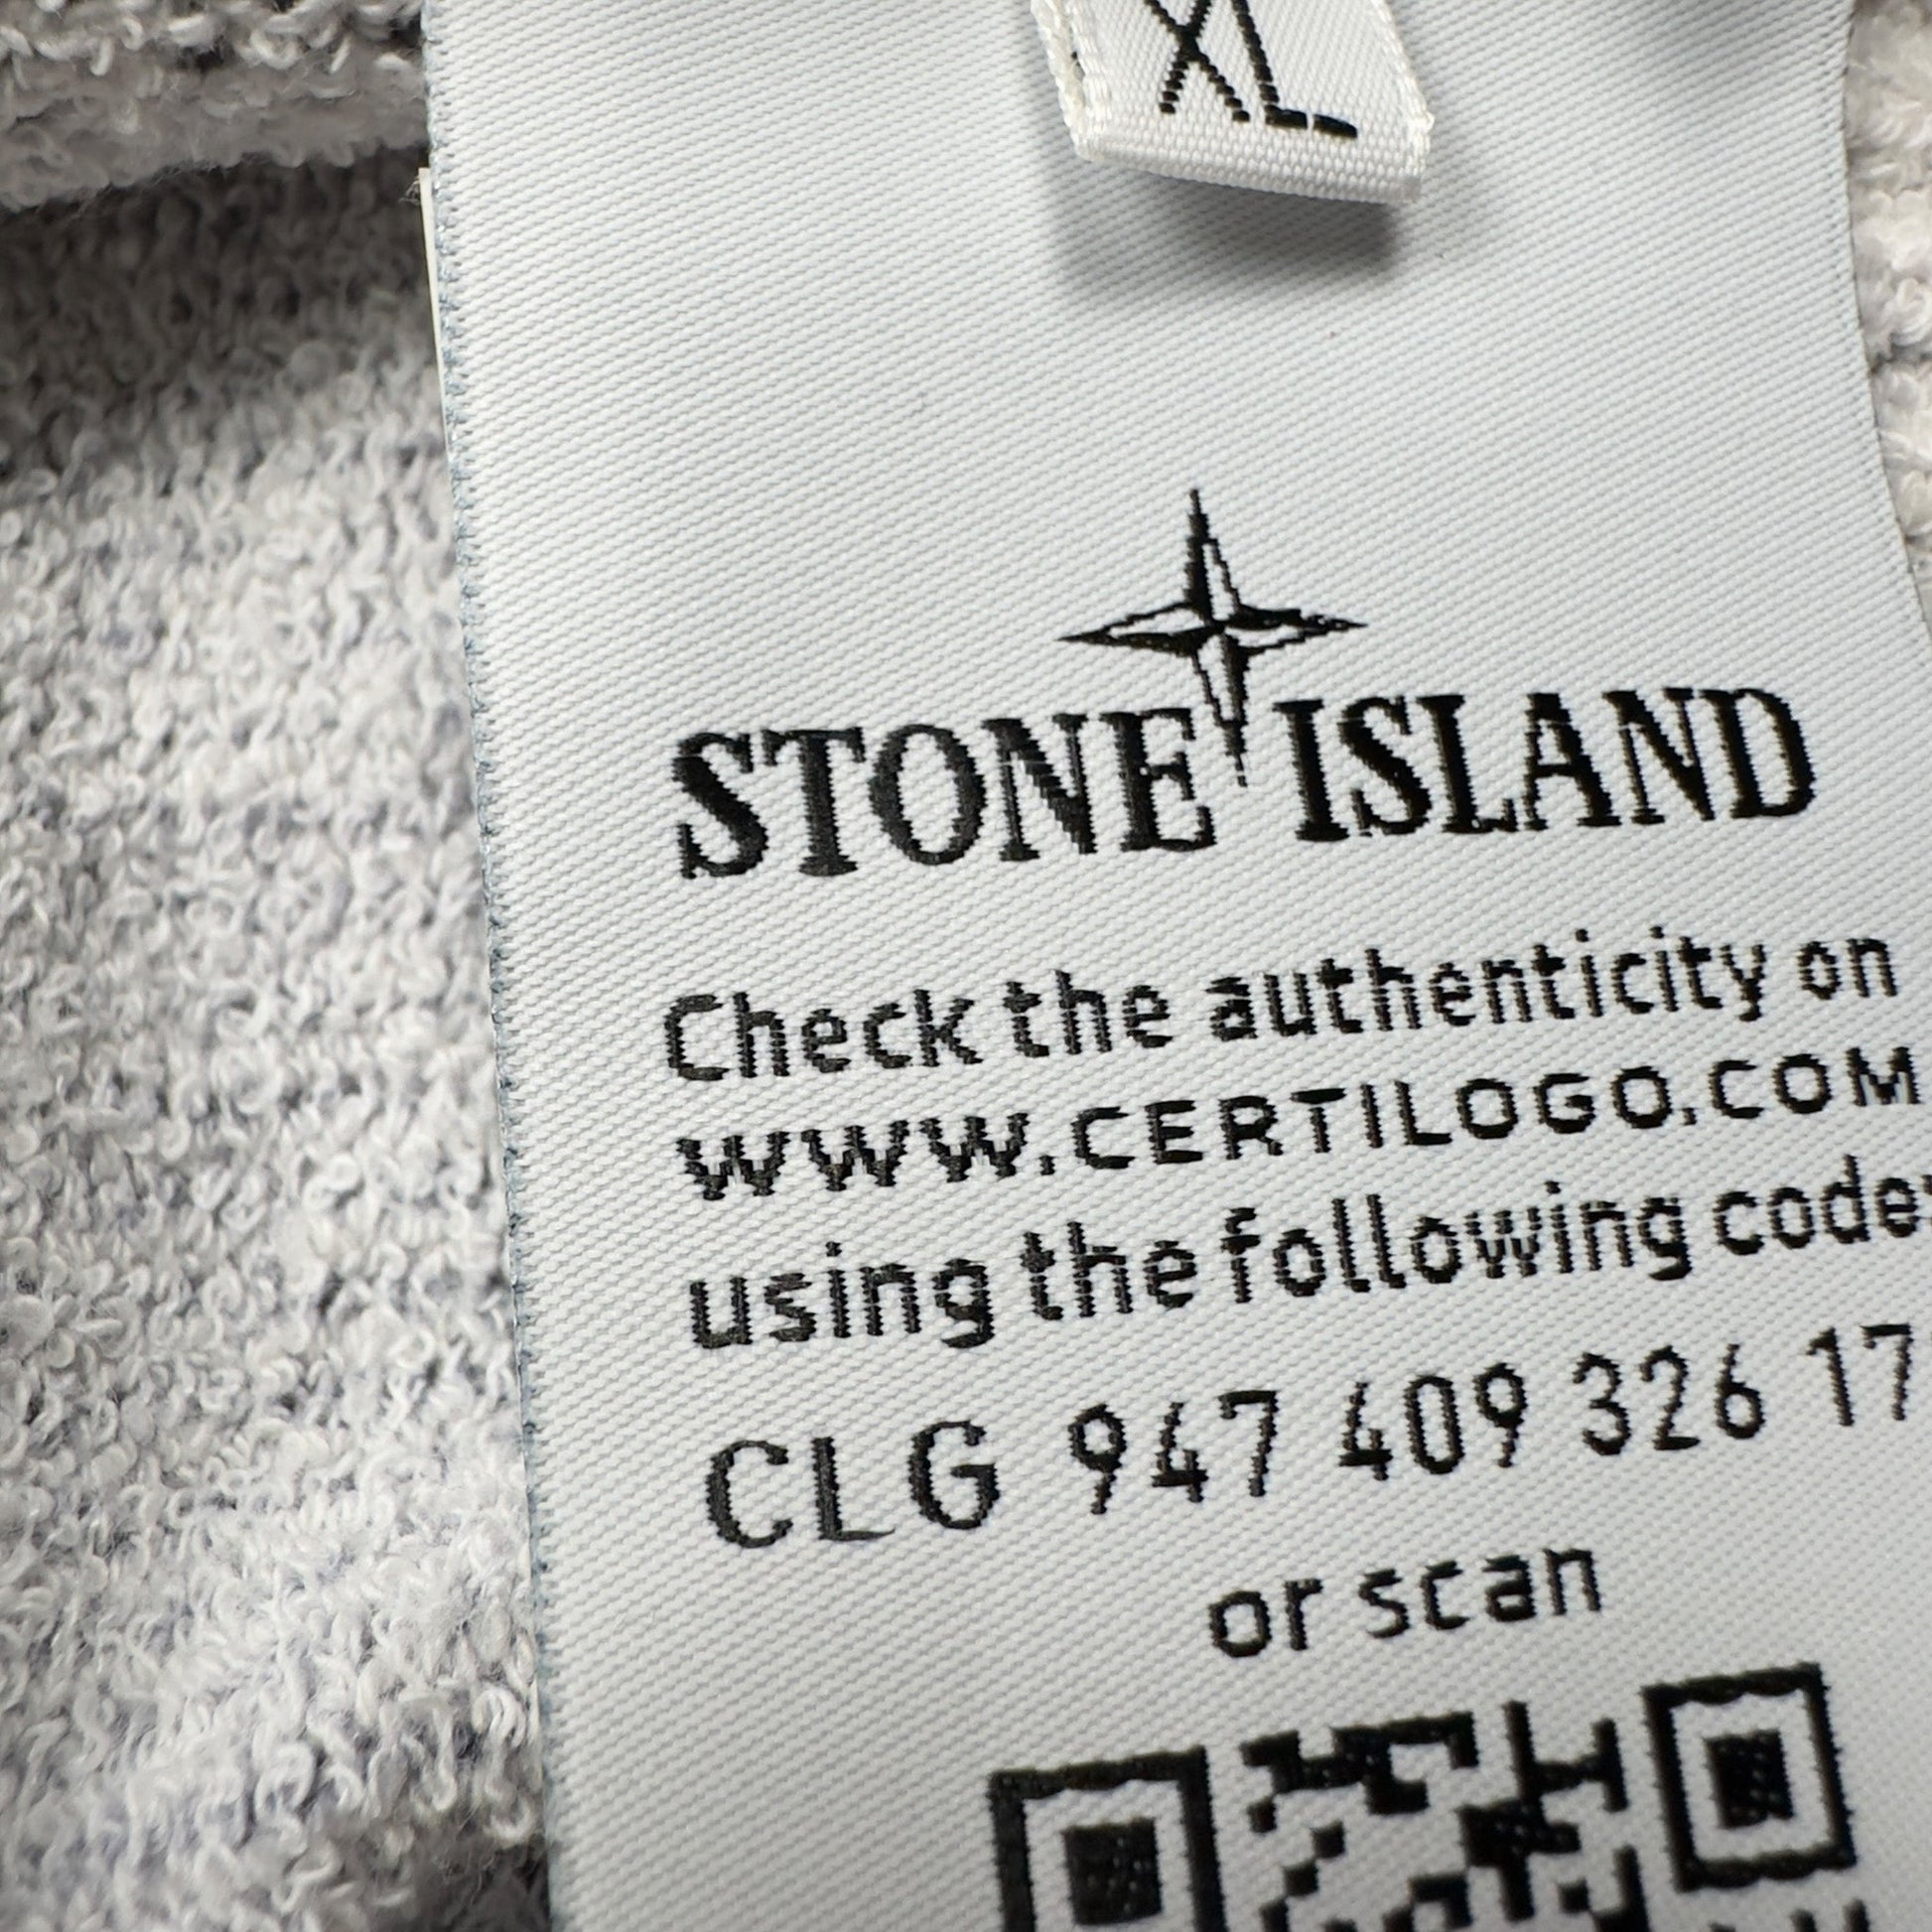 XL
STONE ISLAND
Check the authenticity on
WWW.CERTILOGO.COM
using the following code:
CLG 947 409 326 17
or scan